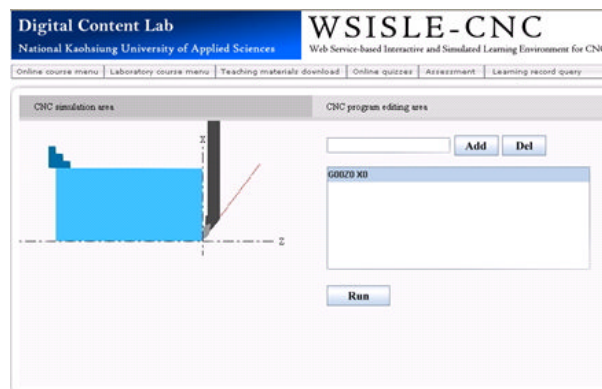 Digital Content Lab
National Kaohsiung University of Applied Sciences
WSISLE-CNC
Web Service-based Interactive and Simulated Learning Environment for CNC
Online course menu Laboratory course menu Teaching materials download Online quizzes Assessment Learning record query
CNC simulation area
CNC program editing area
X
Add Del
G00Z0 X0
Z
Run